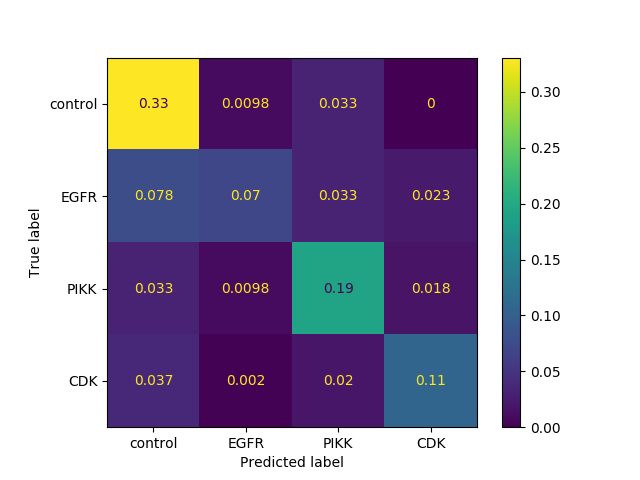 control 0.33 0.0098 0.033 0
EGFR 0.078 0.07 0.033 0.023
PIKK 0.033 0.0098 0.19 0.018
CDK 0.037 0.002 0.02 0.11
control EGFR PIKK CDK
Predicted label
True label
0.30
0.25
0.20
0.15
0.10
0.05
0.00